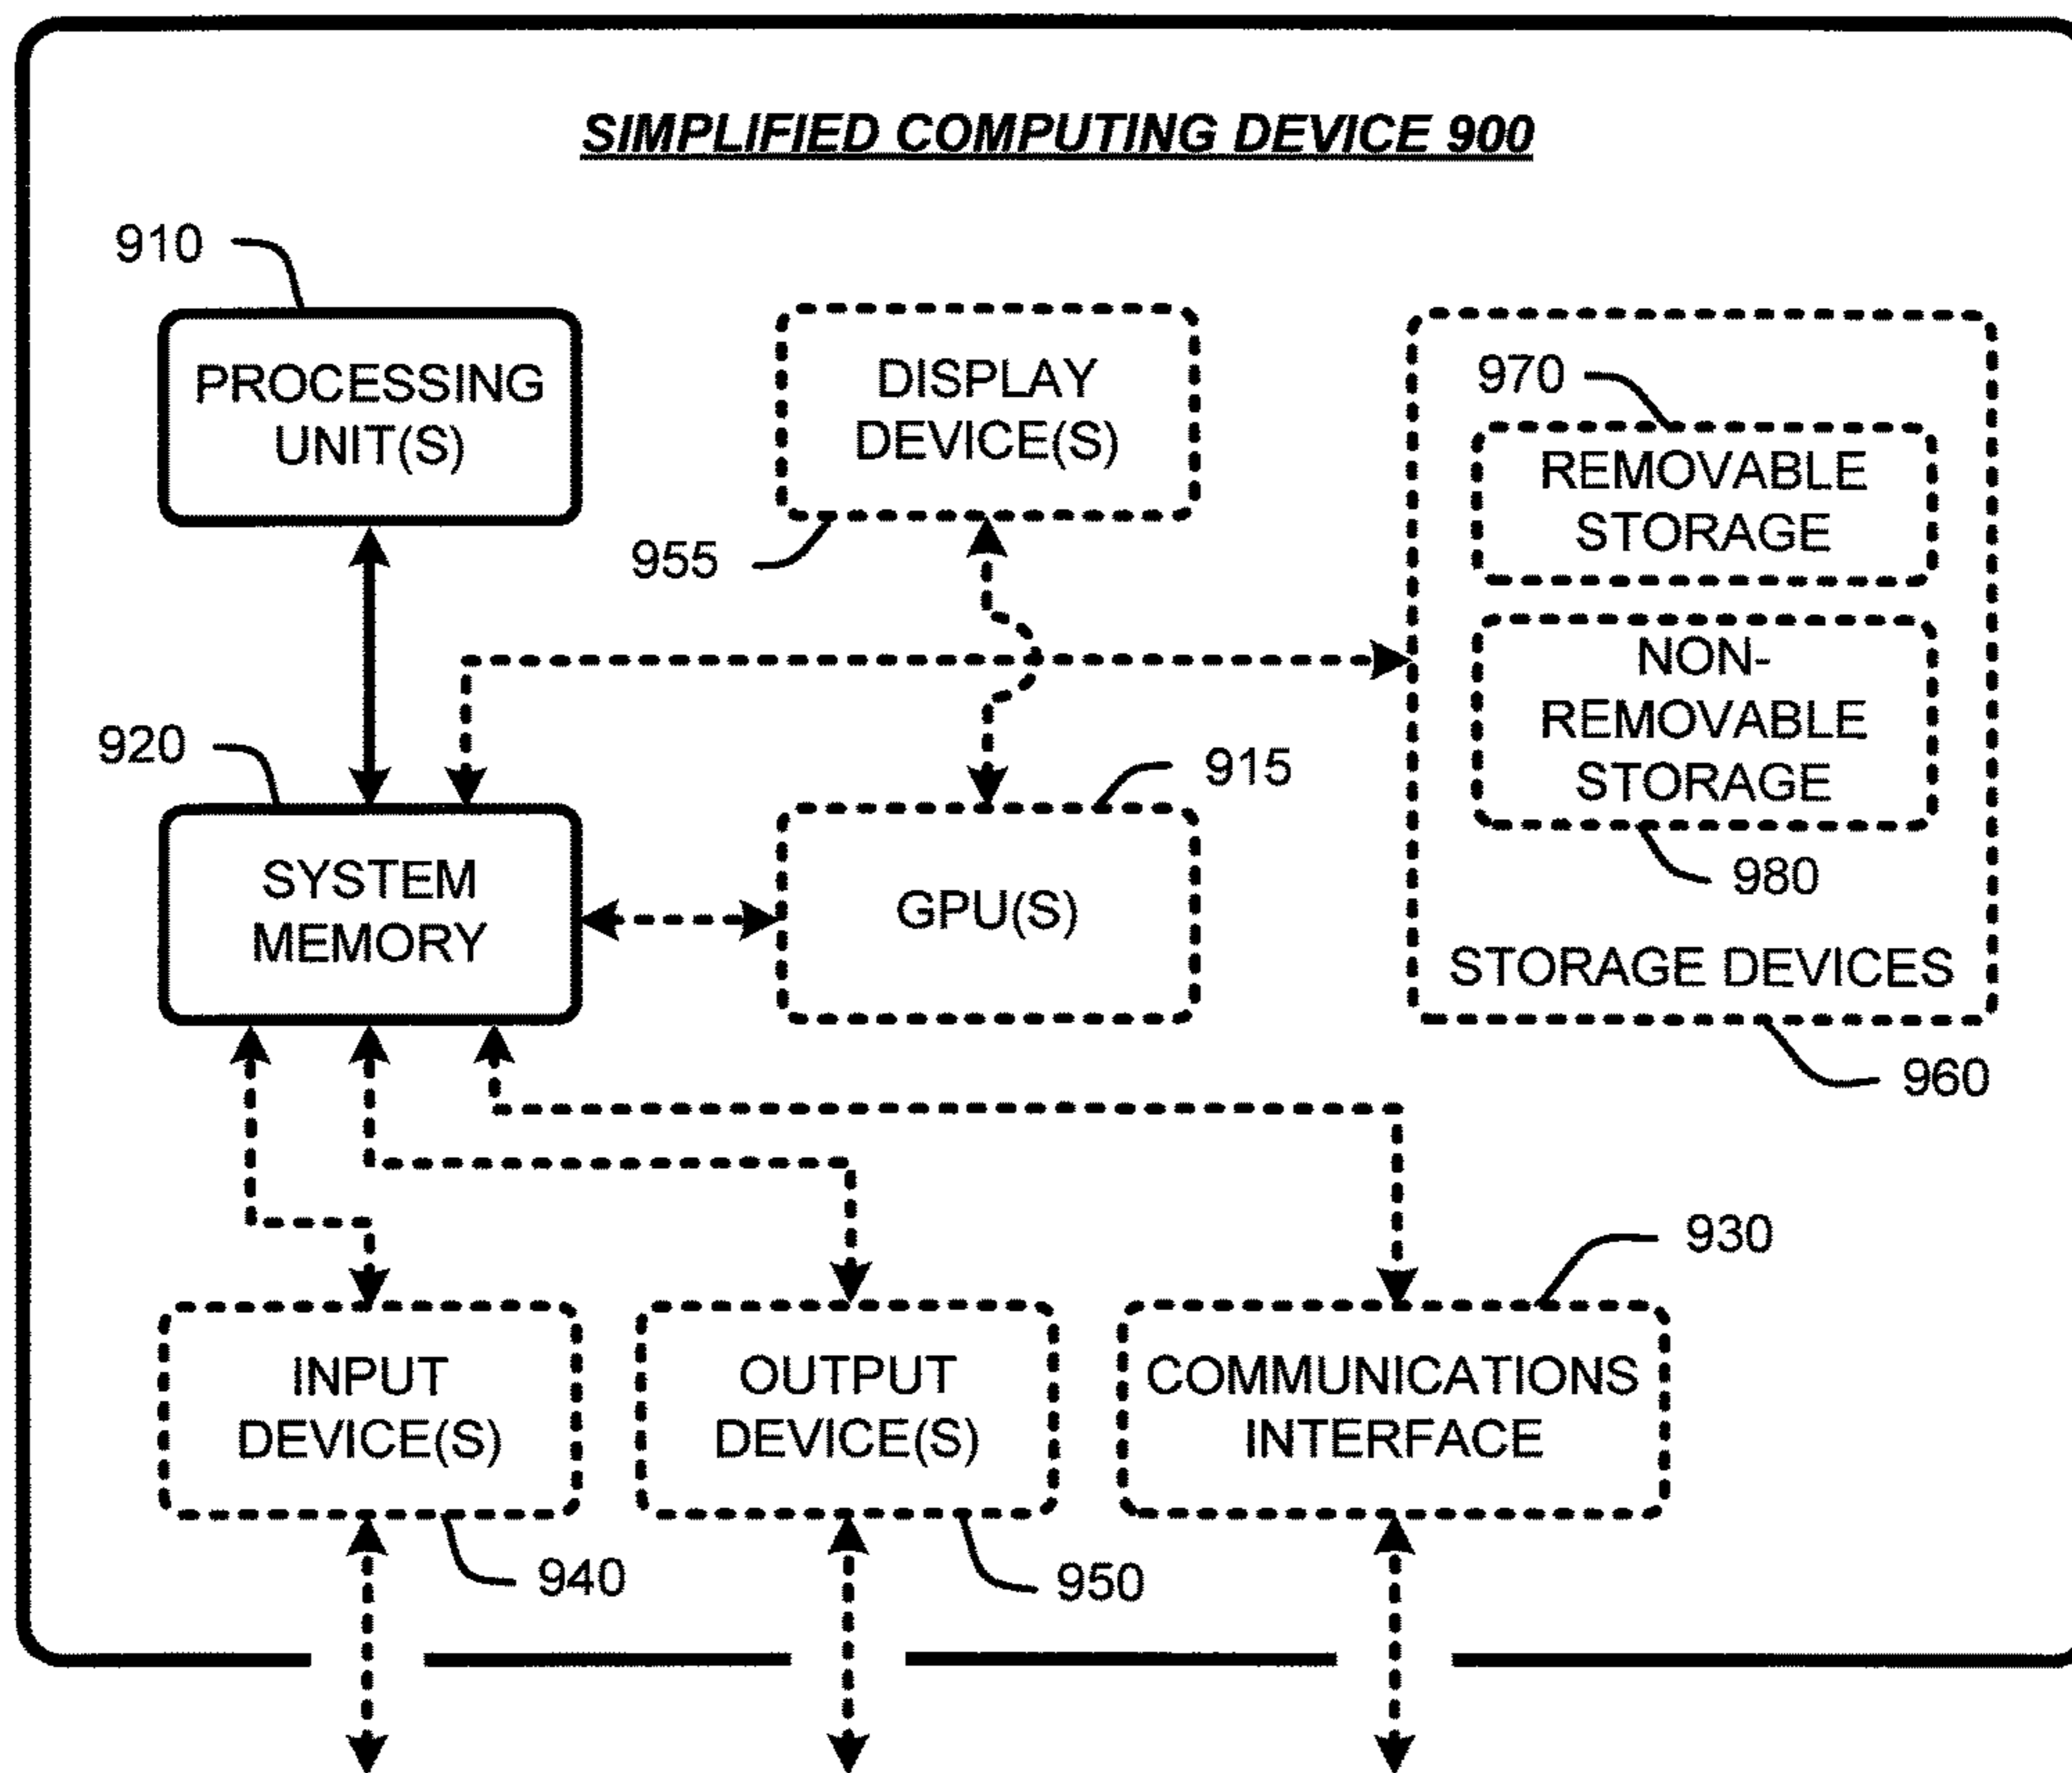 SIMPLIFIED COMPUTING DEVICE 900
910
PROCESSING
UNIT(S)
DISPLAY
DEVICE(S)
955
970
REMOVABLE
STORAGE
NON-
REMOVABLE
STORAGE
980
STORAGE DEVICES
960
920
SYSTEM
MEMORY
915
GPU(S)
INPUT
DEVICE(S)
940
OUTPUT
DEVICE(S)
950
930
COMMUNICATIONS
INTERFACE